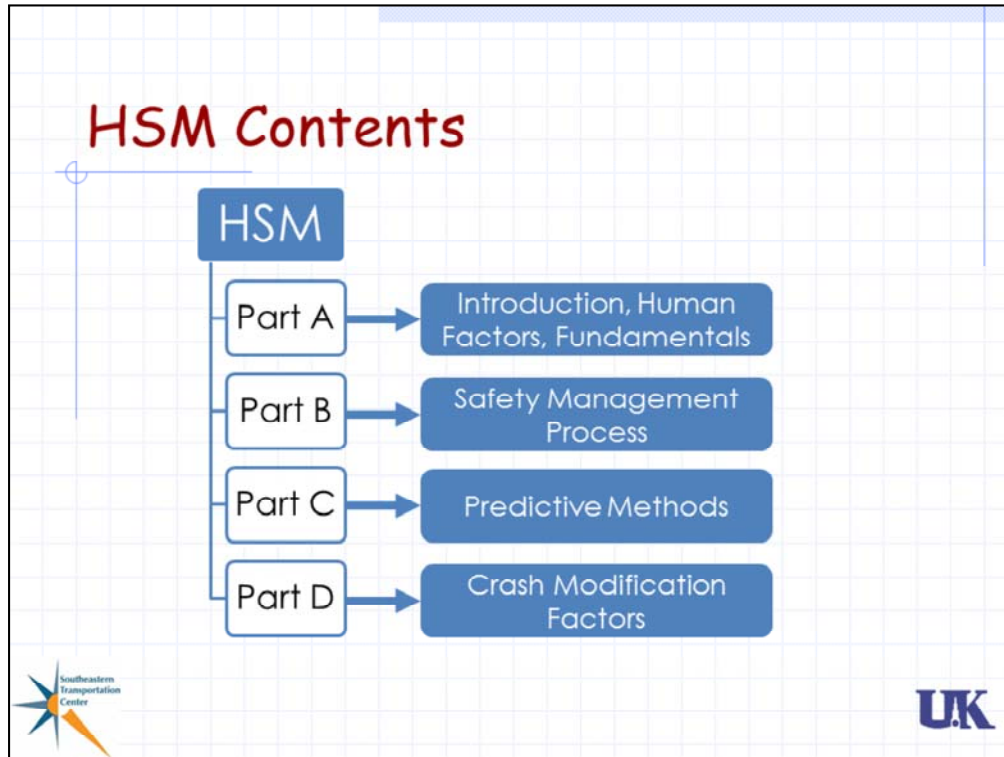 HSM Contents
HSM
Part A
Introduction, Human
Factors, Fundamentals
Part B
Safety Management
Process
Part C
Predictive Methods
Part D
Crash Modification
Factors
Southeastern
Transportation
Center
UK